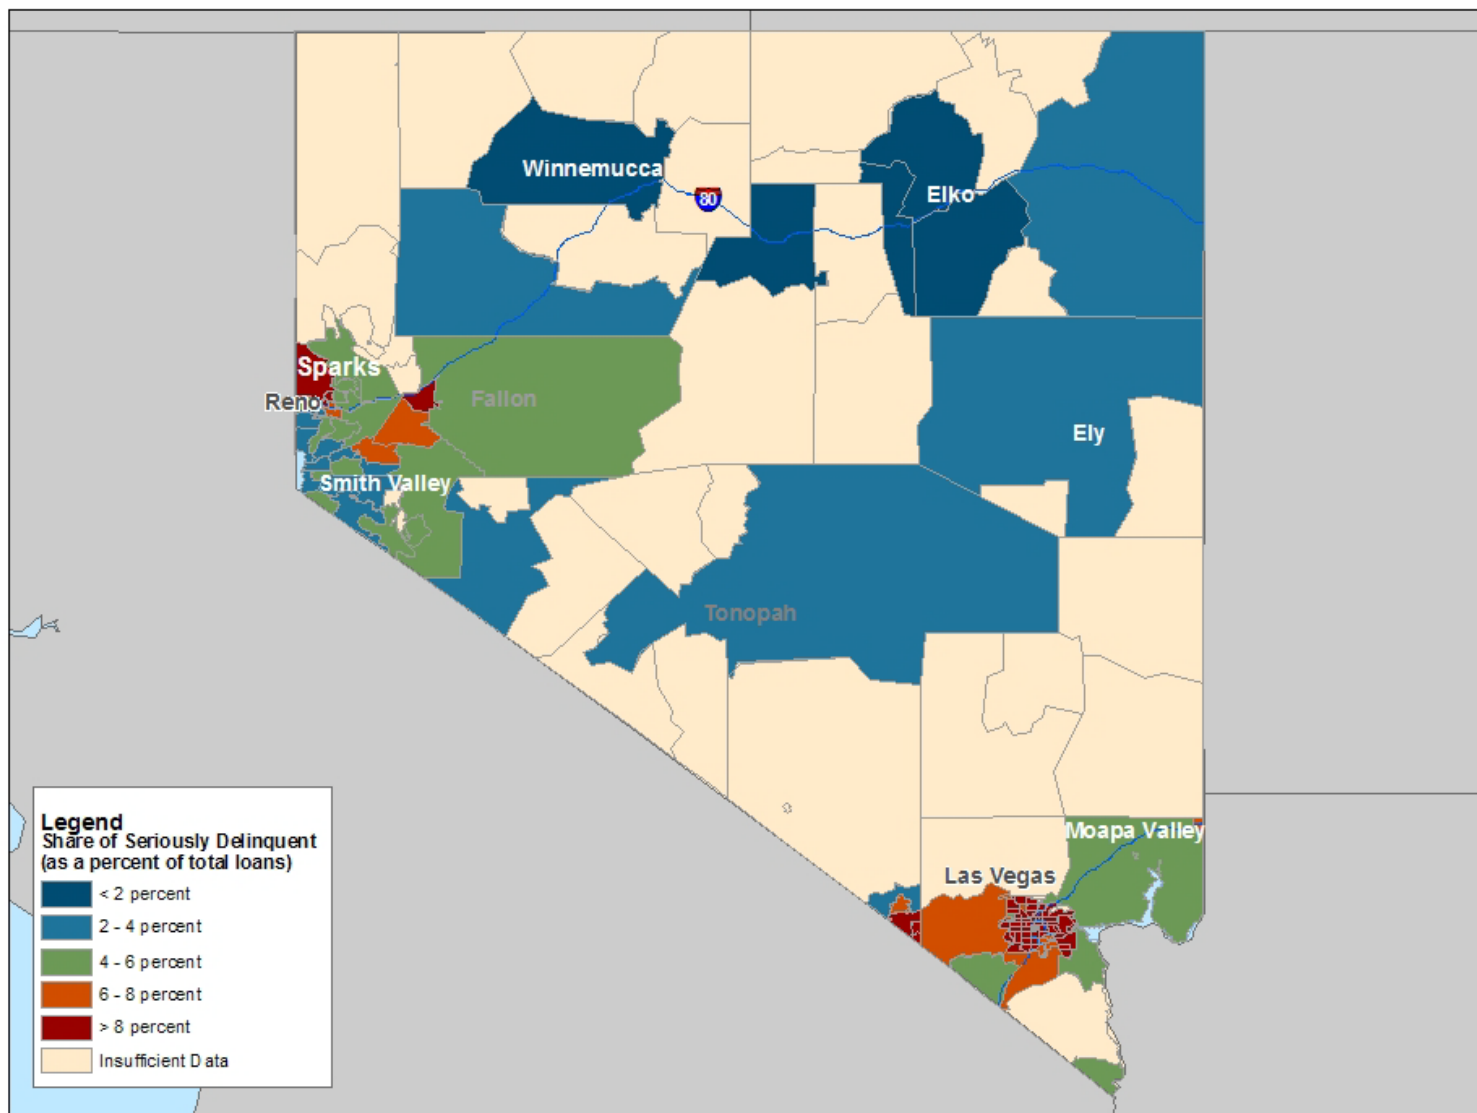 Winnemucca
80
Elko
Sparks
Reno
Fallon
Ely
Smith Valley
Tonopah
Moapa Valley
Las Vegas
Legend
Share of Seriously Delinquent
(as a percent of total loans)
< 2 percent
2 - 4 percent
4 - 6 percent
6 - 8 percent
> 8 percent
Insufficient Data